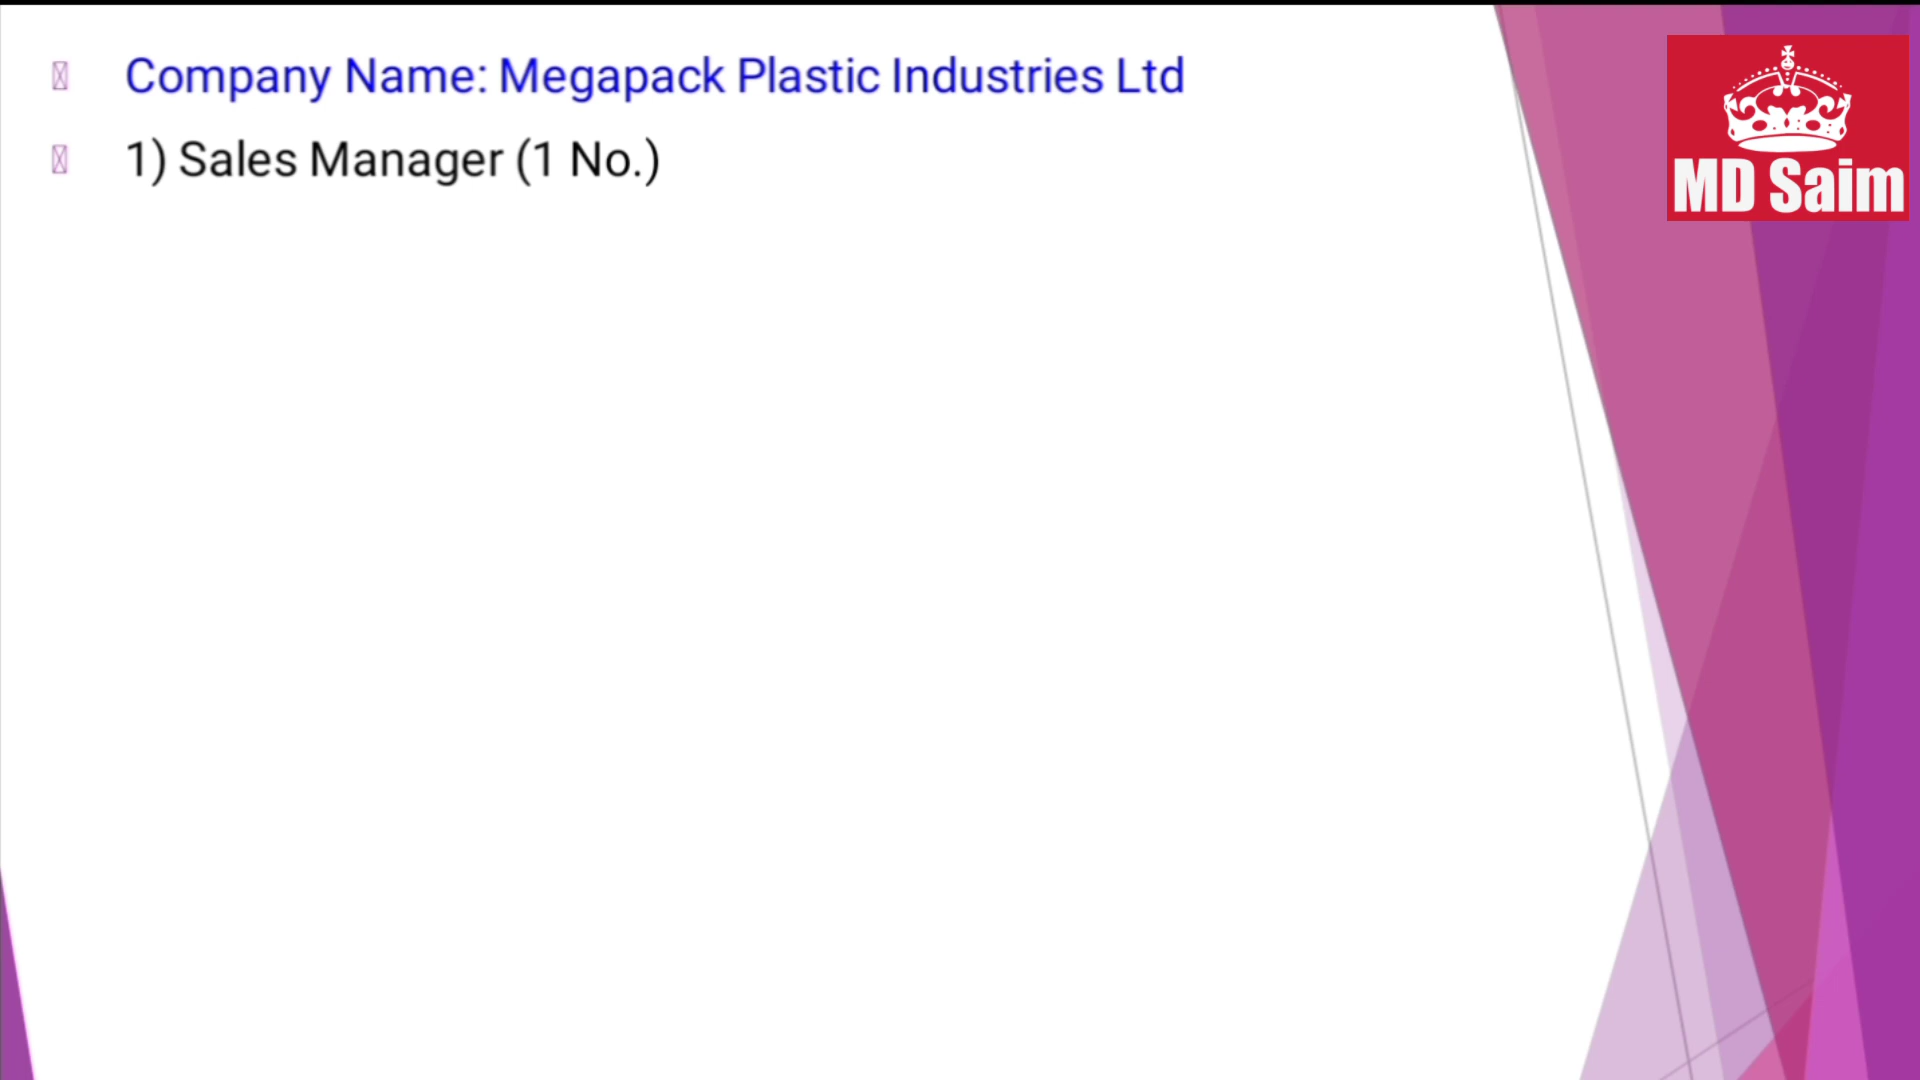 Company Name: Megapack Plastic Industries Ltd
1) Sales Manager (1 No.)
MD Saim